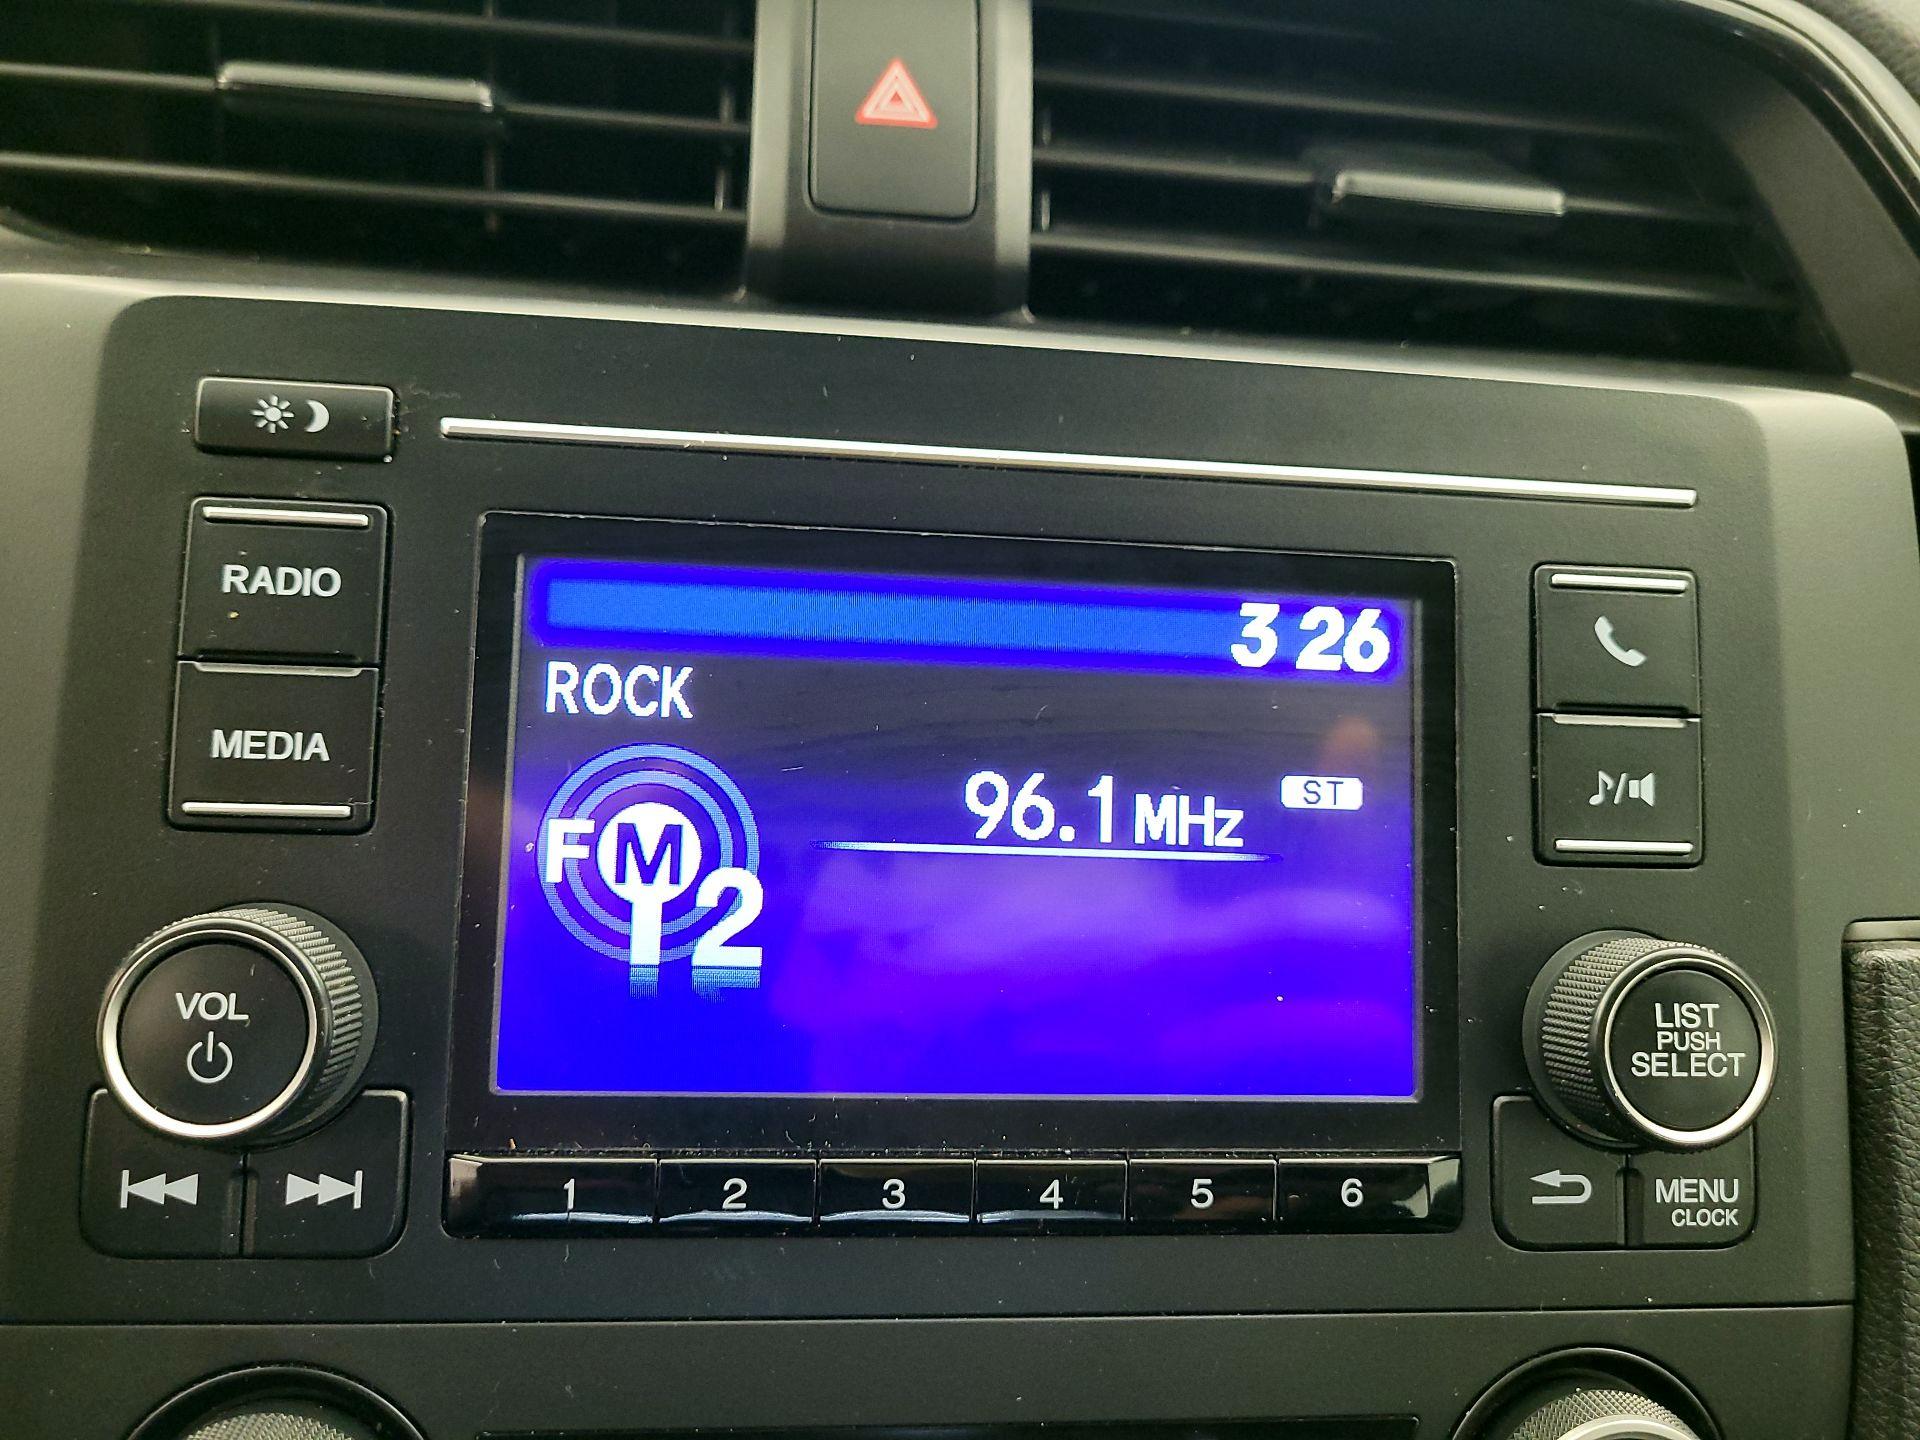 RADIO
MEDIA
VOL
3 26
ROCK
FM
12
96.1 MHz
ST
1 2 3 4 5 6
LIST
PUSH
SELECT
MENU
CLOCK